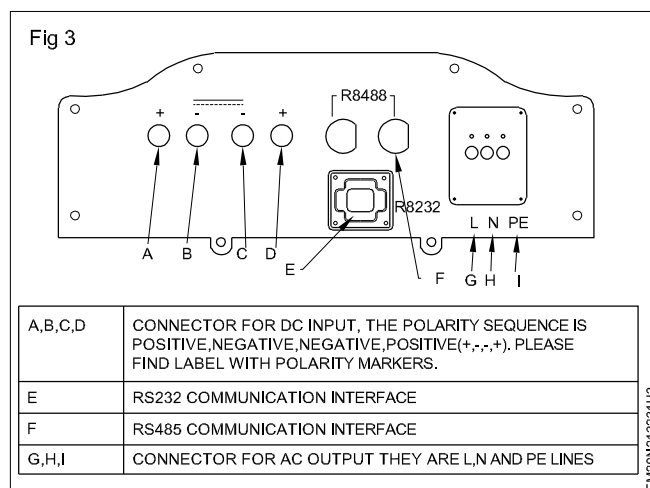 Fig 3
R8488
+ - - +
R8232
L N PE
A B C D E F G H I
A,B,C,D
CONNECTOR FOR DC INPUT, THE POLARITY SEQUENCE IS
POSITIVE,NEGATIVE,NEGATIVE,POSITIVE(+,-,-,+). PLEASE
FIND LABEL WITH POLARITY MARKERS.
E
RS232 COMMUNICATION INTERFACE
F
RS485 COMMUNICATION INTERFACE
G,H,I
CONNECTOR FOR AC OUTPUT THEY ARE L,N AND PE LINES